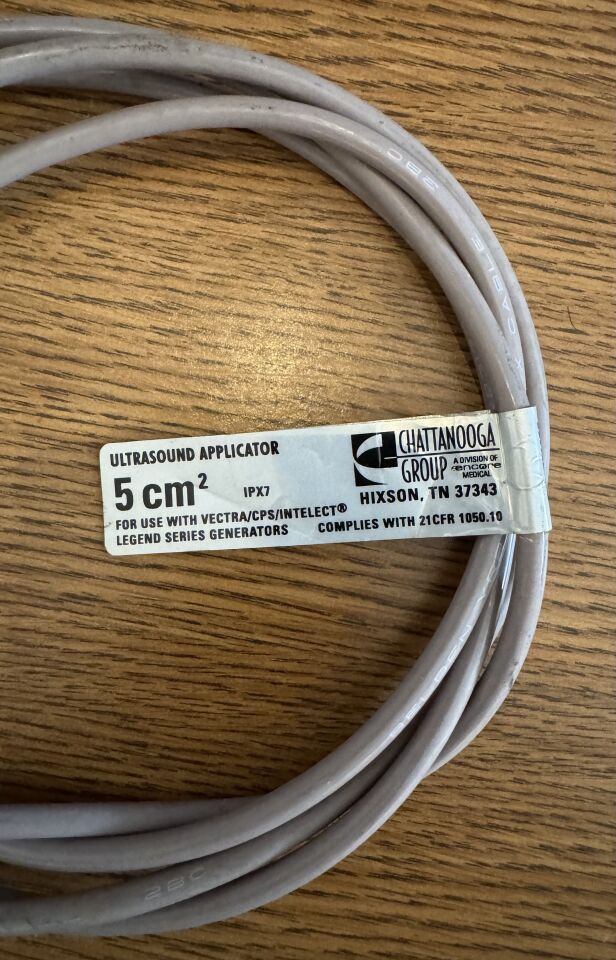 ULTRASOUND APPLICATOR
5 cm²
IPX7
FOR USE WITH VECTRA/CPS/INTELECT®
LEGEND SERIES GENERATORS
CHATTANOOGA
GROUP
A DIVISION OF
encore
MEDICAL
HIXSON, TN 37343
COMPLIES WITH 21CFR 1050.10
CABLE